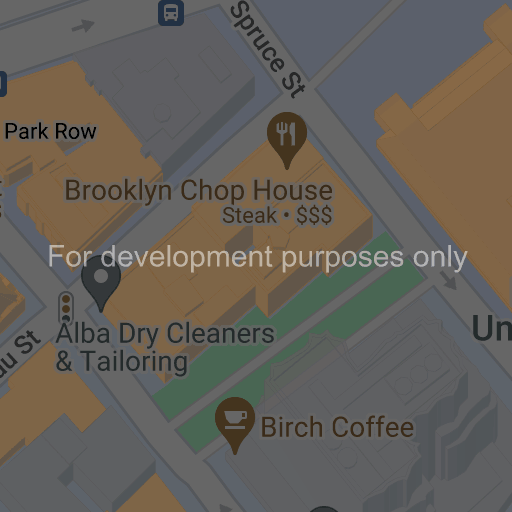 Spruce St
Park Row
Brooklyn Chop House
Steak • $$$
For development purposes only
Alba Dry Cleaners
& Tailoring
Birch Coffee